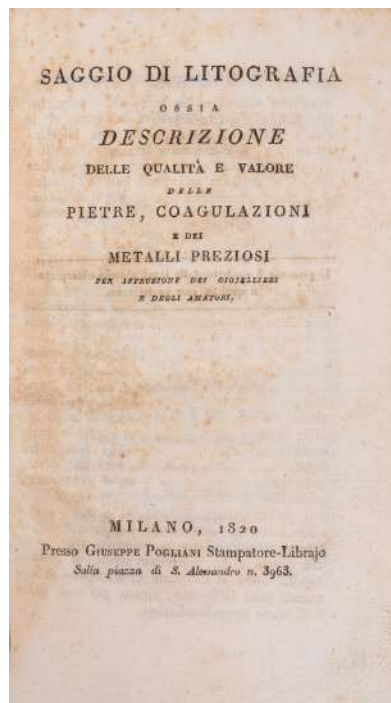 SAGGIO DI LITOGRAFIA
OSSIA
DESCRIZIONE
DELLE QUALITÀ E VALORE
DELLE
PIETRE, COAGULAZIONI
E DEI
METALLI PREZIOSI
PER ISTRUZIONE DEI GIOJELLIERI
E DEGLI AMATORI,
MILANO, 1820
Presso GIUSEPPE POGLIANI Stampatore-Librajo
Sulla piazza di S. Alessandro n. 3963.